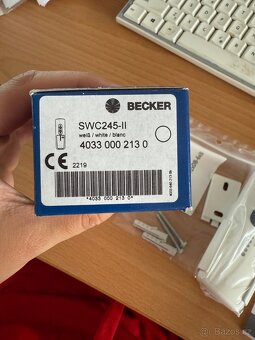 BECKER
SWC245-II
weiß / white / blanc
4033 000 213 0
CE
2219
*4033 000 213 0*